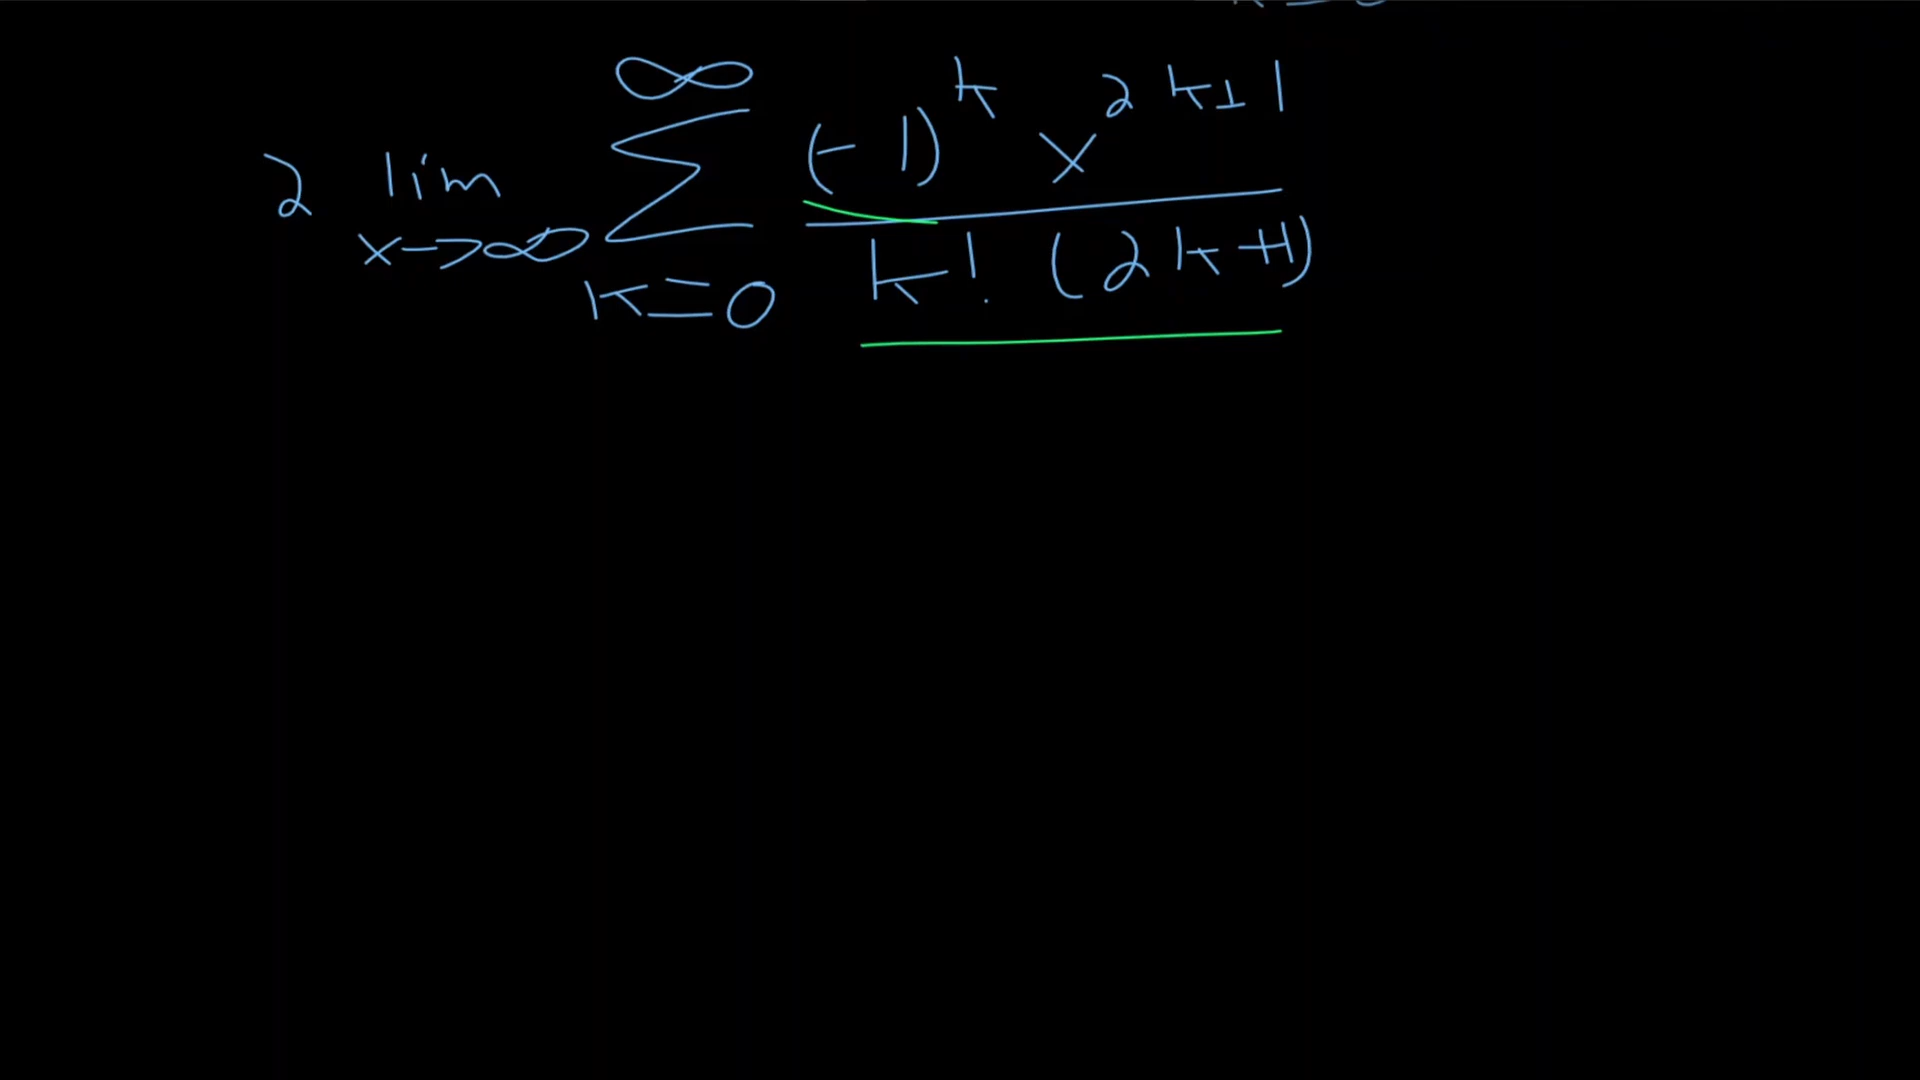 2 lim x→∞ ∞ ∑ k=0 (-1)^k x^2k+1 / k! (2k+1)